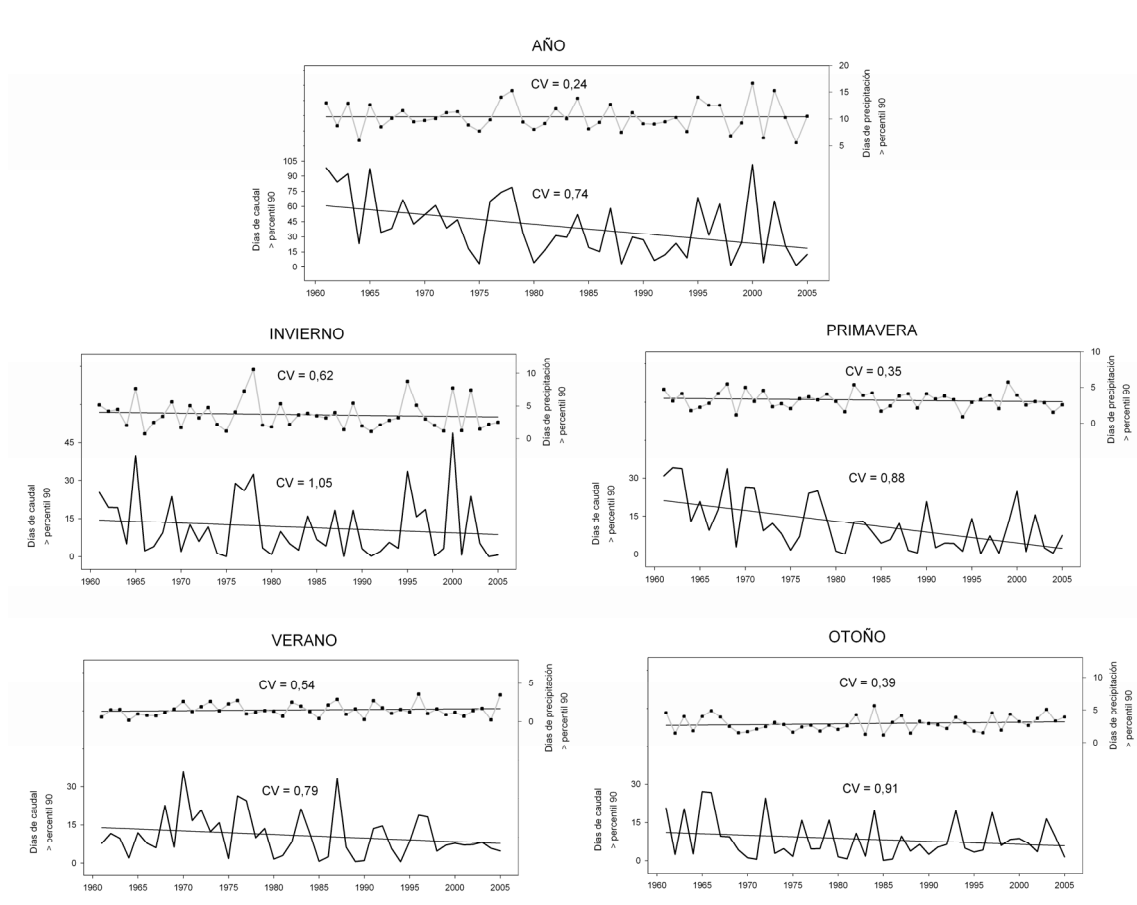 AÑO
CV = 0,24
20
15
10
5
Días de precipitación
> percentil 90
CV = 0,74
105
90
75
60
45
30
15
0
Días de caudal
> percentil 90
1960 1965 1970 1975 1980 1985 1990 1995 2000 2005
INVIERNO
CV = 0,62
10
5
0
Días de precipitación
> percentil 90
CV = 1,05
45
30
15
0
Días de caudal
> percentil 90
1960 1965 1970 1975 1980 1985 1990 1995 2000 2005
PRIMAVERA
CV = 0,35
10
5
0
Días de precipitación
> percentil 90
CV = 0,88
30
15
0
Días de caudal
> percentil 90
1960 1965 1970 1975 1980 1985 1990 1995 2000 2005
VERANO
CV = 0,54
5
0
Días de precipitación
> percentil 90
CV = 0,79
30
15
0
Días de caudal
> percentil 90
1960 1965 1970 1975 1980 1985 1990 1995 2000 2005
OTOÑO
CV = 0,39
10
5
0
Días de precipitación
> percentil 90
CV = 0,91
30
15
0
Días de caudal
> percentil 90
1960 1965 1970 1975 1980 1985 1990 1995 2000 2005